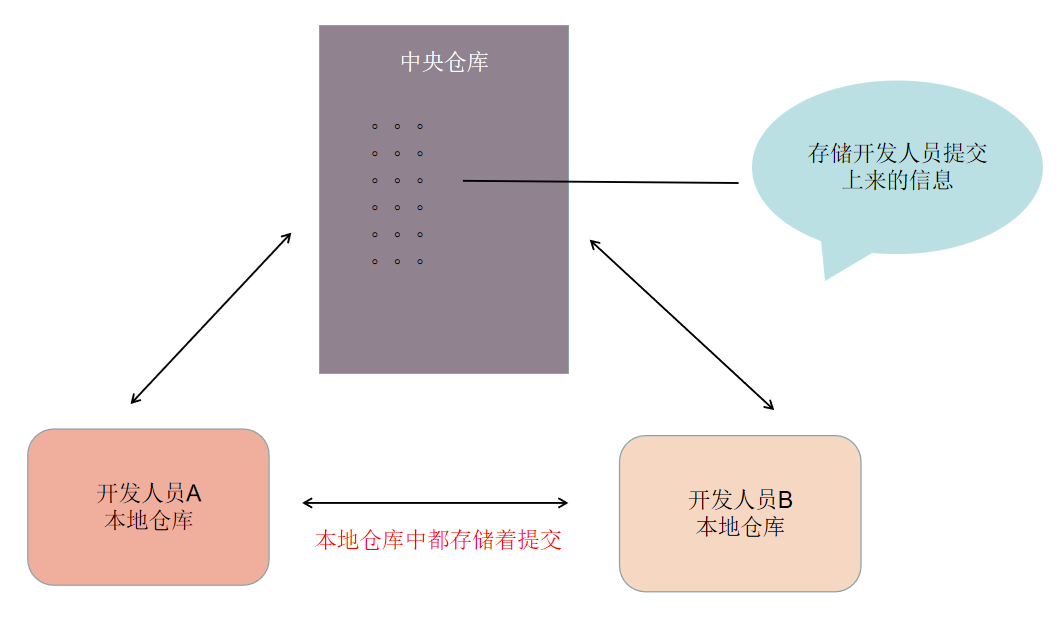 中央仓库
。。。
。。。
。。。
。。。
。。。
。。。
存储开发人员提交
上来的信息
开发人员A
本地仓库
开发人员B
本地仓库
本地仓库中都存储着提交